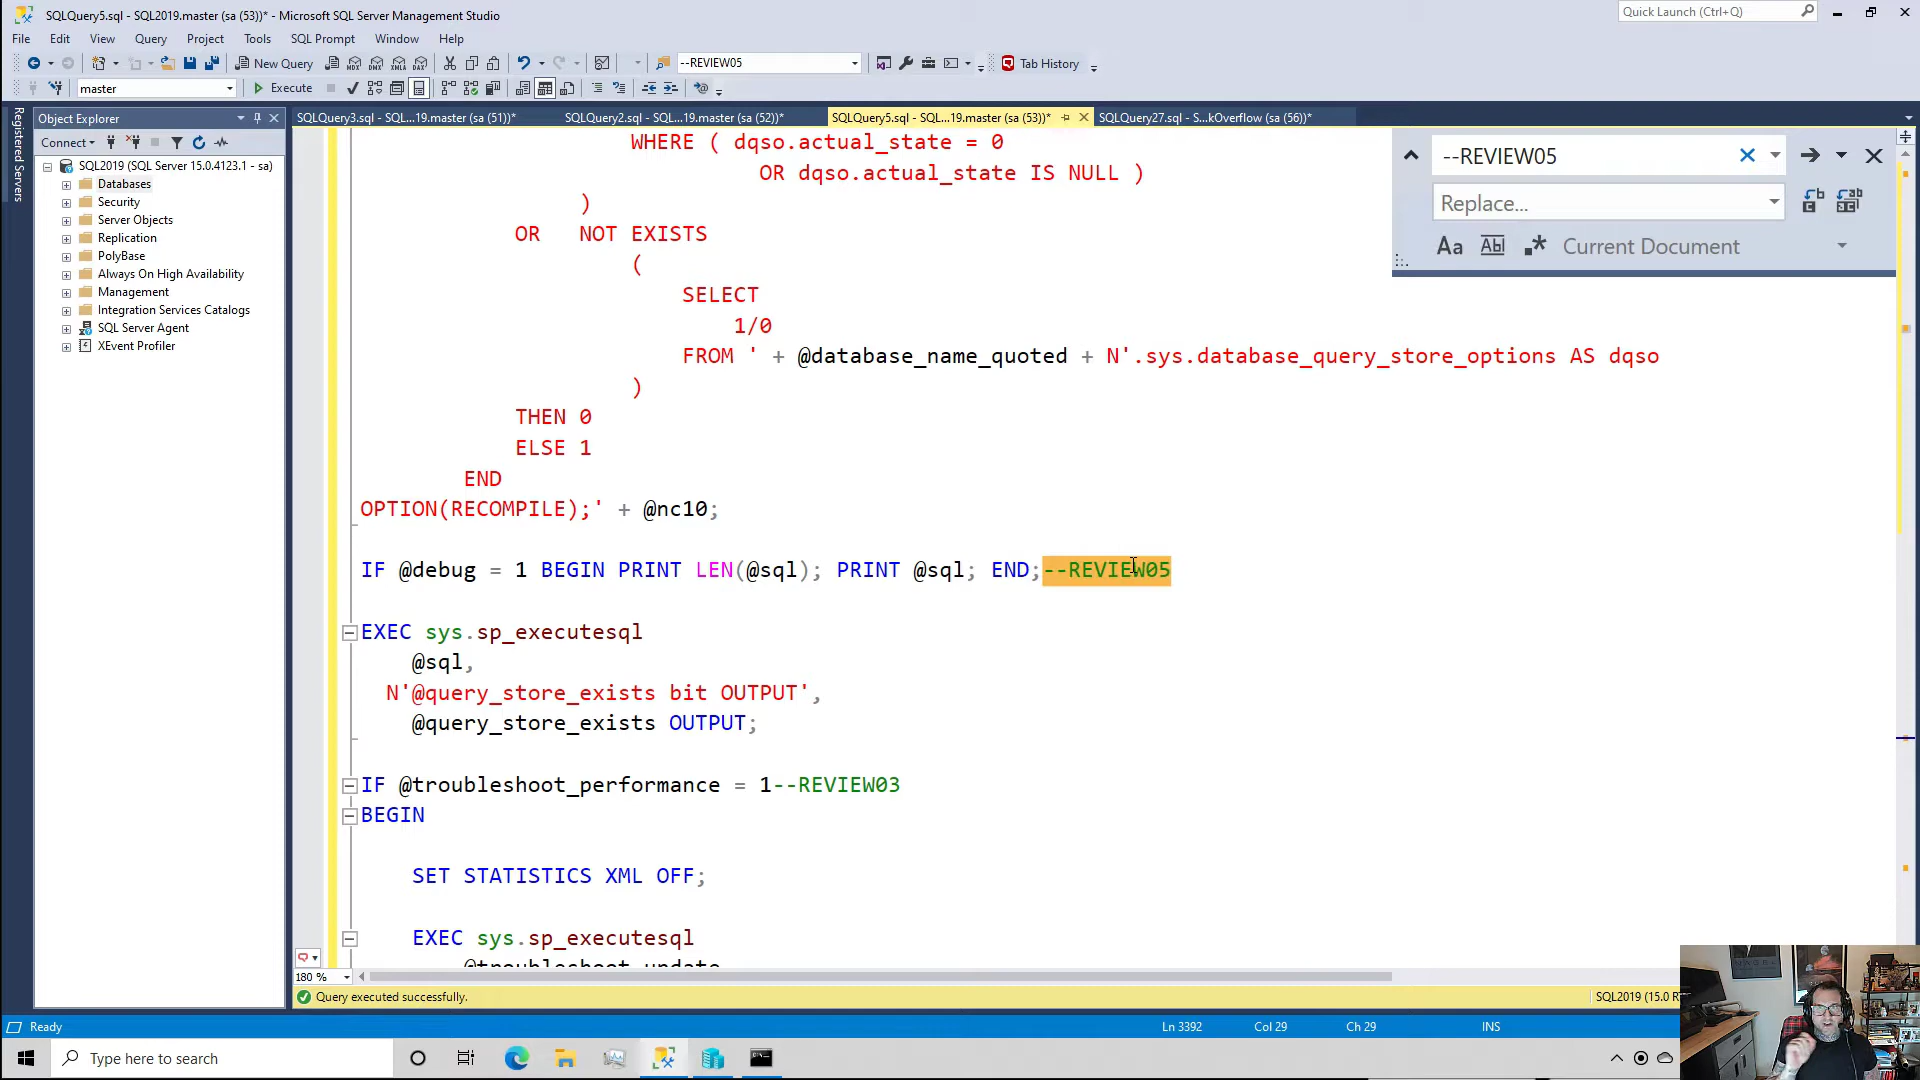 SQLQuery5.sql - SQL2019.master (sa (53))* - Microsoft SQL Server Management Studio
Quick Launch (Ctrl+Q)
File Edit View Query Project Tools SQL Prompt Window Help
New Query --REVIEW05 Tab History
master Execute
Registered Servers
Object Explorer
Connect
SQL2019 (SQL Server 15.0.4123.1 - sa)
Databases
Security
Server Objects
Replication
PolyBase
Always On High Availability
Management
Integration Services Catalogs
SQL Server Agent
XEvent Profiler
SQLQuery3.sql - SQL...19.master (sa (51))* SQLQuery2.sql - SQL...19.master (sa (52))* SQLQuery5.sql - SQL...19.master (sa (53))* SQLQuery27.sql - S...kOverflow (sa (56))*
--REVIEW05
Replace...
Aa Abl Current Document
WHERE ( dqso.actual_state = 0
OR dqso.actual_state IS NULL )
)
OR NOT EXISTS
(
SELECT
1/0
FROM ' + @database_name_quoted + N'.sys.database_query_store_options AS dqso
)
THEN 0
ELSE 1
END
OPTION(RECOMPILE);' + @nc10;
IF @debug = 1 BEGIN PRINT LEN(@sql); PRINT @sql; END;--REVIEW05
EXEC sys.sp_executesql
@sql,
N'@query_store_exists bit OUTPUT',
@query_store_exists OUTPUT;
IF @troubleshoot_performance = 1--REVIEW03
BEGIN
SET STATISTICS XML OFF;
EXEC sys.sp_executesql
@troubleshoot_update
180 %
Query executed successfully. SQL2019 (15.0
Ready Ln 3392 Col 29 Ch 29 INS
Type here to search